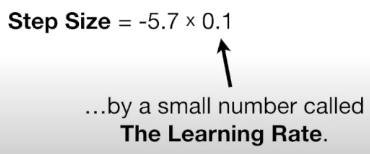 Step Size = -5.7 × 0.1
…by a small number called
The Learning Rate.